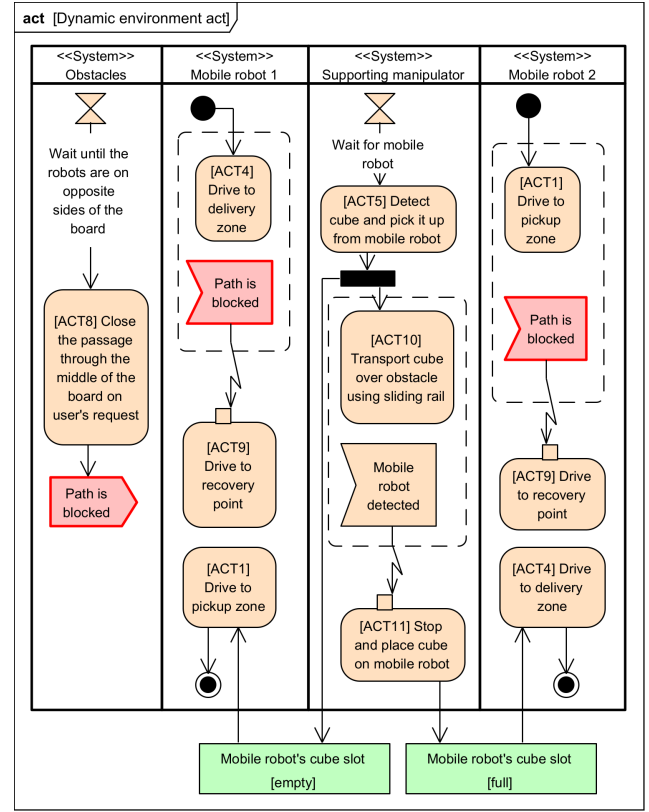 act [Dynamic environment act]
<<System>>
Obstacles
<<System>>
Mobile robot 1
<<System>>
Supporting manipulator
<<System>>
Mobile robot 2
Wait until the
robots are on
opposite
sides of the
board
[ACT8] Close
the passage
through the
middle of the
board on
user's request
Path is
blocked
[ACT4]
Drive to
delivery
zone
Path is
blocked
[ACT9]
Drive to
recovery
point
[ACT1]
Drive to
pickup zone
Wait for mobile
robot
[ACT5] Detect
cube and pick it up
from mobile robot
[ACT10]
Transport cube
over obstacle
using sliding rail
Mobile
robot
detected
[ACT11] Stop
and place cube
on mobile robot
[ACT1]
Drive to
pickup
zone
Path is
blocked
[ACT9] Drive
to recovery
point
[ACT4] Drive
to delivery
zone
Mobile robot's cube slot
[empty]
Mobile robot's cube slot
[full]